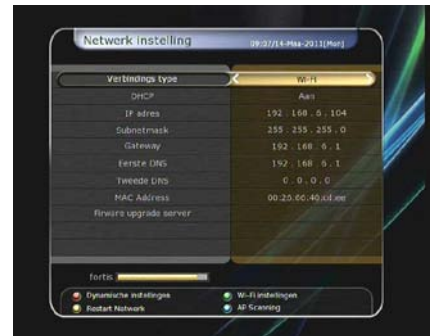 Netwerk instelling
09:07/14-Maa-2011[Mon]
Verbindings type Wi-Fi
DHCP Aan
IP adres 192 . 168 . 6 . 104
Subnetmask 255 . 255 . 255 . 0
Gateway 192 . 168 . 6 . 1
Eerste DNS 192 . 168 . 6 . 1
Tweede DNS 0 . 0 . 0 . 0
MAC Address
Firware upgrade server
fortis
Dynamische instellingen Wi-Fi instellingen
Restart Network AP Scanning